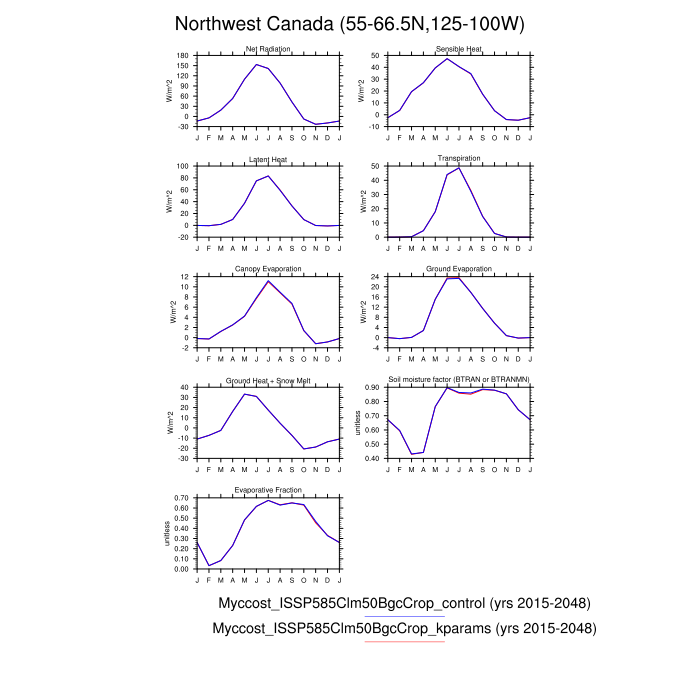 Northwest Canada (55-66.5N,125-100W)
Net Radiation
W/m^2
180
150
120
90
60
30
0
-30
J F M A M J J A S O N D J
Sensible Heat
W/m^2
50
40
30
20
10
0
-10
J F M A M J J A S O N D J
Latent Heat
W/m^2
100
80
60
40
20
0
-20
J F M A M J J A S O N D J
Transpiration
W/m^2
50
40
30
20
10
0
J F M A M J J A S O N D J
Canopy Evaporation
W/m^2
12
10
8
6
4
2
0
-2
J F M A M J J A S O N D J
Ground Evaporation
W/m^2
24
20
16
12
8
4
0
-4
J F M A M J J A S O N D J
Ground Heat + Snow Melt
W/m^2
40
30
20
10
0
-10
-20
-30
J F M A M J J A S O N D J
Soil moisture factor (BTRAN or BTRANMN)
unitless
0.90
0.80
0.70
0.60
0.50
0.40
J F M A M J J A S O N D J
Evaporative Fraction
unitless
0.70
0.60
0.50
0.40
0.30
0.20
0.10
0.00
J F M A M J J A S O N D J
Myccost_ISSP585Clm50BgcCrop_control (yrs 2015-2048)
Myccost_ISSP585Clm50BgcCrop_kparams (yrs 2015-2048)